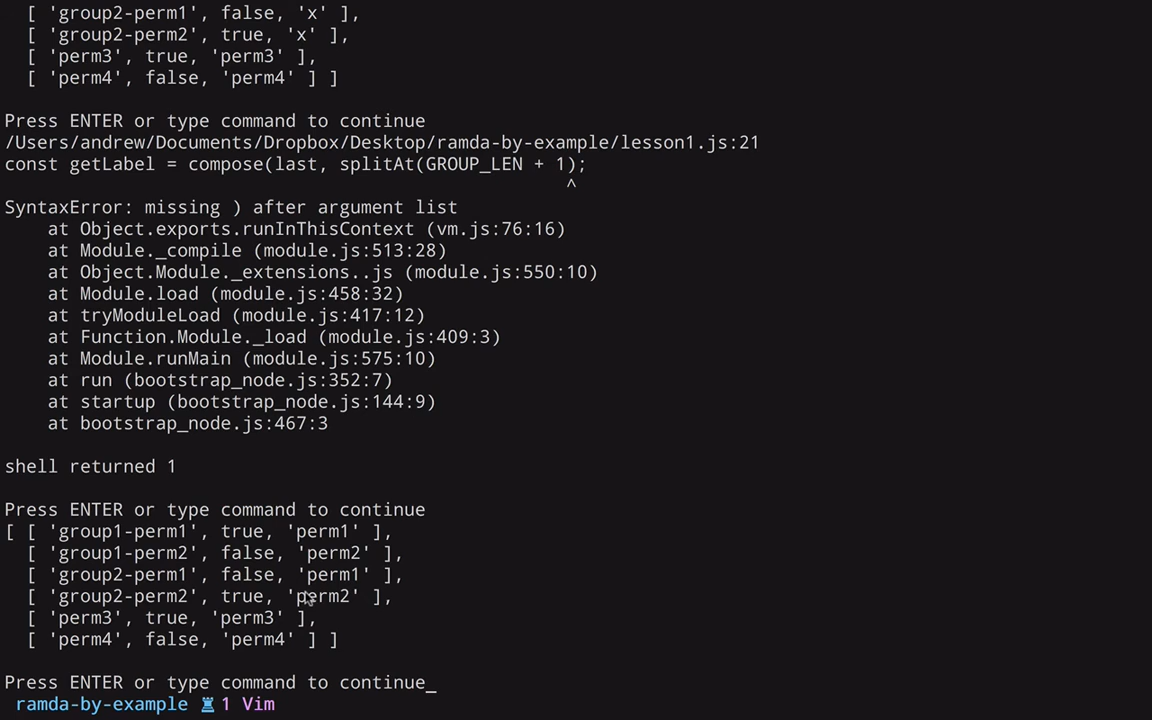 [ 'group2-perm1', false, 'x' ],
[ 'group2-perm2', true, 'x' ],
[ 'perm3', true, 'perm3' ],
[ 'perm4', false, 'perm4' ] ]
Press ENTER or type command to continue
/Users/andrew/Documents/Dropbox/Desktop/ramda-by-example/lesson1.js:21
const getLabel = compose(last, splitAt(GROUP_LEN + 1);
^
SyntaxError: missing ) after argument list
at Object.exports.runInThisContext (vm.js:76:16)
at Module._compile (module.js:513:28)
at Object.Module._extensions..js (module.js:550:10)
at Module.load (module.js:458:32)
at tryModuleLoad (module.js:417:12)
at Function.Module._load (module.js:409:3)
at Module.runMain (module.js:575:10)
at run (bootstrap_node.js:352:7)
at startup (bootstrap_node.js:144:9)
at bootstrap_node.js:467:3
shell returned 1
Press ENTER or type command to continue
[ [ 'group1-perm1', true, 'perm1' ],
[ 'group1-perm2', false, 'perm2' ],
[ 'group2-perm1', false, 'perm1' ],
[ 'group2-perm2', true, 'perm2' ],
[ 'perm3', true, 'perm3' ],
[ 'perm4', false, 'perm4' ] ]
Press ENTER or type command to continue_
ramda-by-example ♜ 1 Vim